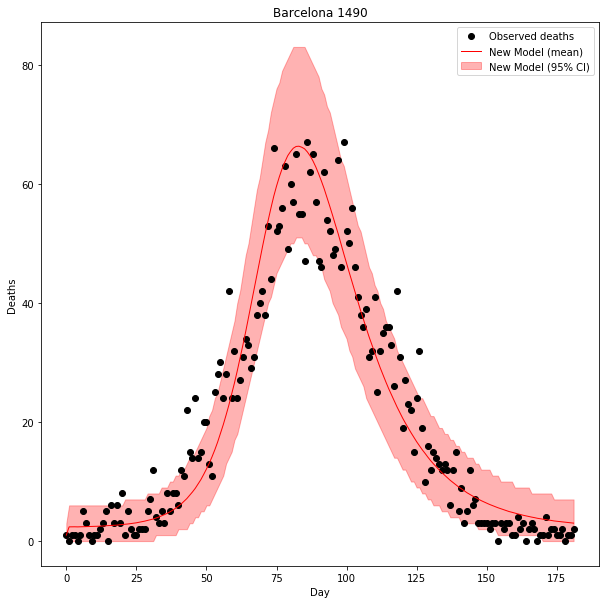 Barcelona 1490
Observed deaths
New Model (mean)
New Model (95% CI)
Deaths
80
60
40
20
0
0 25 50 75 100 125 150 175
Day